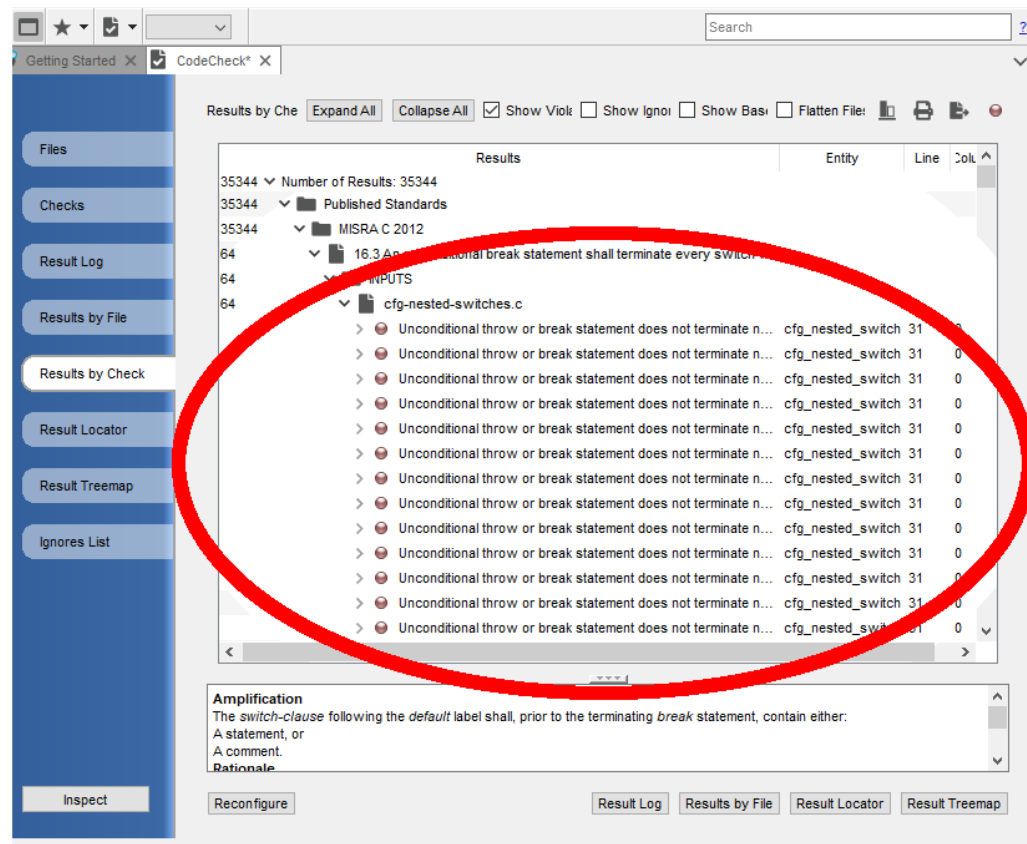 Search
?
Getting Started
CodeCheck*
Results by Che Expand All Collapse All Show Viola Show Ignor Show Base Flatten Files
Files
Checks
Result Log
Results by File
Results by Check
Result Locator
Result Treemap
Ignores List
Inspect
Results Entity Line Colu
35344 Number of Results: 35344
35344 Published Standards
35344 MISRA C 2012
64 16.3 An break statement shall terminate every
64 INPUTS
64 cfg-nested-switches.c
Unconditional throw or break statement does not terminate n... cfg_nested_switch 31 0
Unconditional throw or break statement does not terminate n... cfg_nested_switch 31 0
Unconditional throw or break statement does not terminate n... cfg_nested_switch 31 0
Unconditional throw or break statement does not terminate n... cfg_nested_switch 31 0
Unconditional throw or break statement does not terminate n... cfg_nested_switch 31 0
Unconditional throw or break statement does not terminate n... cfg_nested_switch 31 0
Unconditional throw or break statement does not terminate n... cfg_nested_switch 31 0
Unconditional throw or break statement does not terminate n... cfg_nested_switch 31 0
Unconditional throw or break statement does not terminate n... cfg_nested_switch 31 0
Unconditional throw or break statement does not terminate n... cfg_nested_switch 31 0
Unconditional throw or break statement does not terminate n... cfg_nested_switch 31 0
Unconditional throw or break statement does not terminate n... cfg_nested_switch 31 0
Unconditional throw or break statement does not terminate n... cfg_nested_switch 31 0
Amplification
The switch-clause following the default label shall, prior to the terminating break statement, contain either:
A statement, or
A comment.
Rationale
Reconfigure Result Log Results by File Result Locator Result Treemap